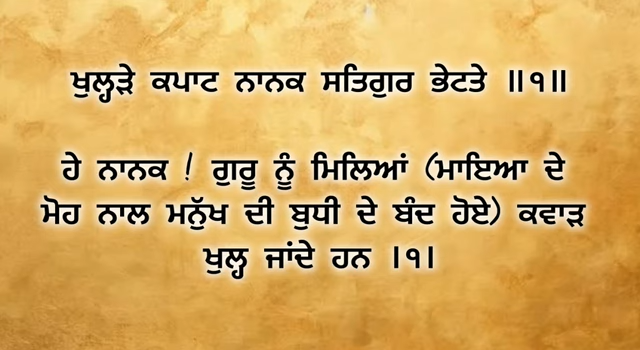 ਖੁਲ੍ਹੜੇ ਕਪਾਟ ਨਾਨਕ ਸਤਿਗੁਰ ਭੇਟਤੇ ॥੧॥
ਹੇ ਨਾਨਕ ! ਗੁਰੂ ਨੂੰ ਮਿਲਿਆਂ (ਮਾਇਆ ਦੇ
ਮੋਹ ਨਾਲ ਮਨੁੱਖ ਦੀ ਬੁਧੀ ਦੇ ਬੰਦ ਹੋਏ) ਕਵਾੜ
ਖੁਲ੍ਹ ਜਾਂਦੇ ਹਨ ।੧।